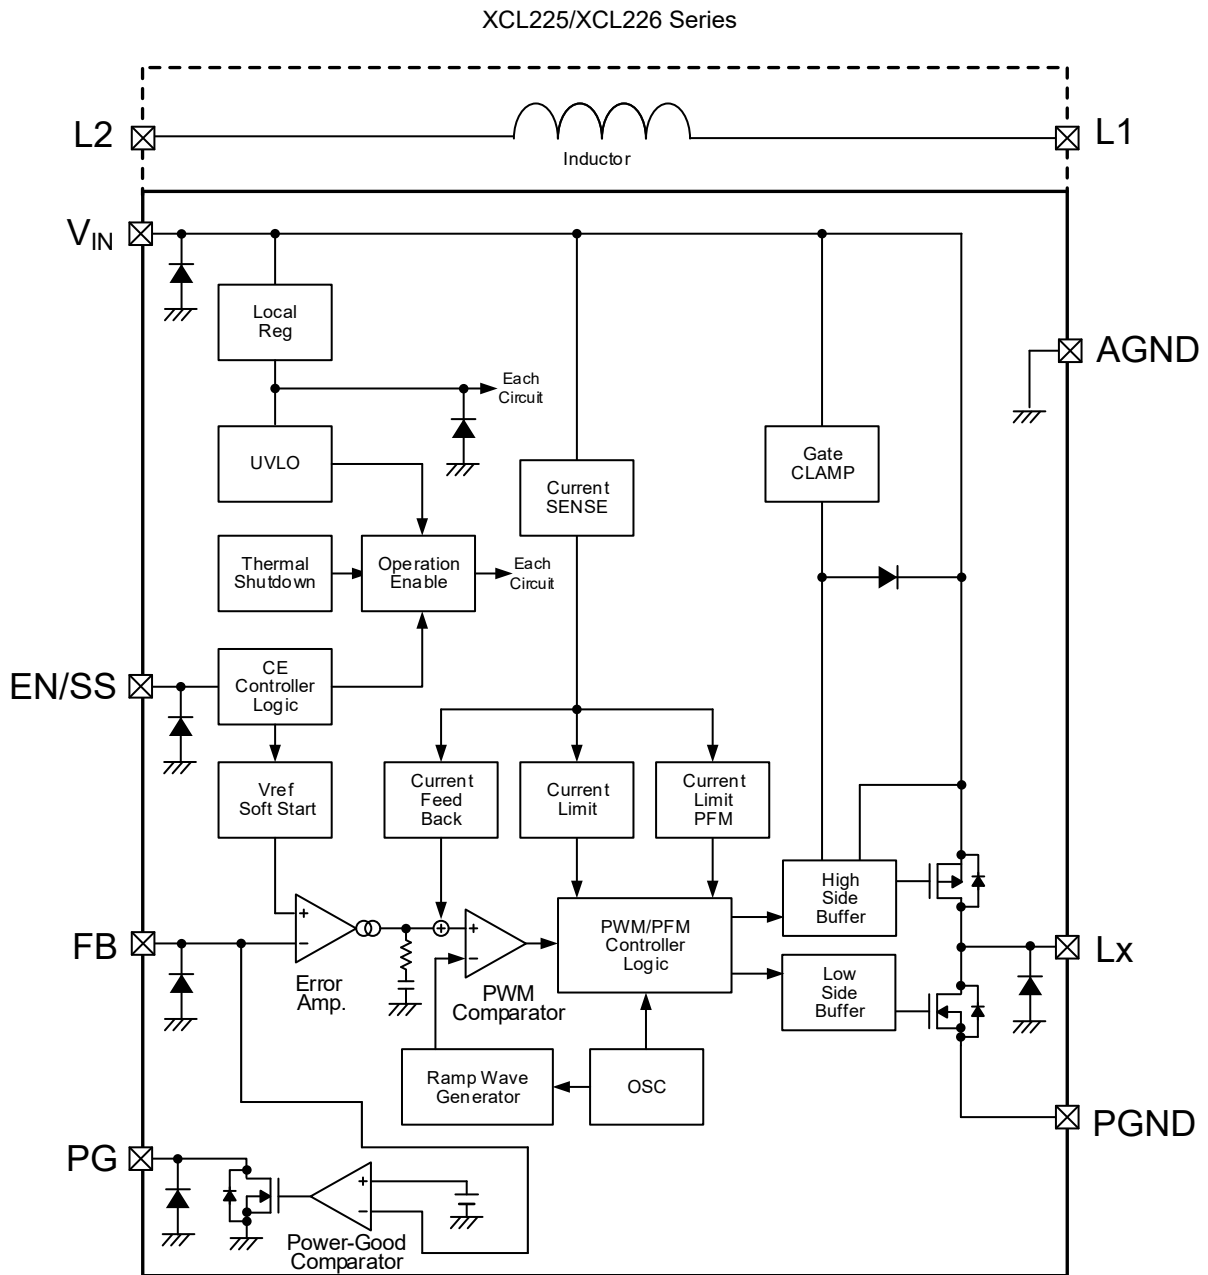 XCL225/XCL226 Series
L2
Inductor
L1
VIN
Local
Reg
Each
Circuit
AGND
UVLO
Gate
CLAMP
Current
SENSE
Thermal
Shutdown
Operation
Enable
Each
Circuit
EN/SS
CE
Controller
Logic
Vref
Soft Start
Current
Feed
Back
Current
Limit
Current
Limit
PFM
High
Side
Buffer
FB
+
−
Error
Amp.
+
+
−
PWM
Comparator
PWM/PFM
Controller
Logic
Low
Side
Buffer
Lx
Ramp Wave
Generator
OSC
PGND
PG
+
−
Power-Good
Comparator